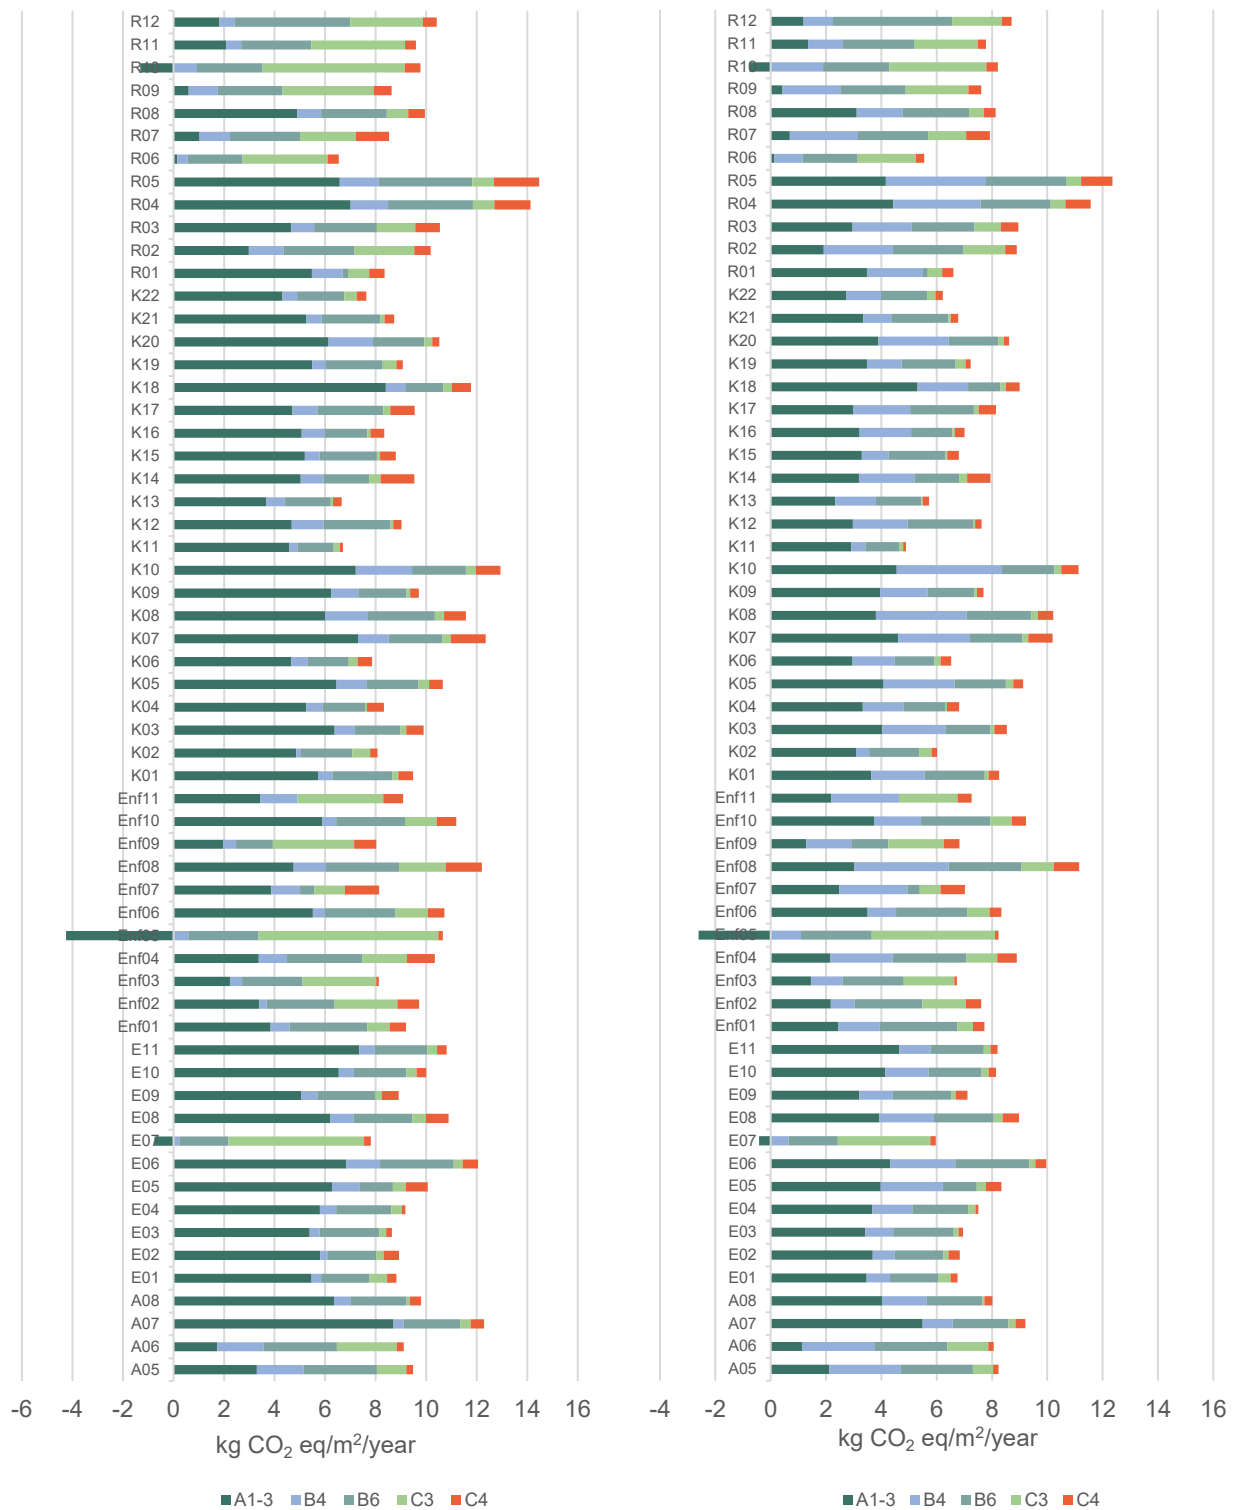 R12 R12
R11 R11
R10 R10
R09 R09
R08 R08
R07 R07
R06 R06
R05 R05
R04 R04
R03 R03
R02 R02
R01 R01
K22 K22
K21 K21
K20 K20
K19 K19
K18 K18
K17 K17
K16 K16
K15 K15
K14 K14
K13 K13
K12 K12
K11 K11
K10 K10
K09 K09
K08 K08
K07 K07
K06 K06
K05 K05
K04 K04
K03 K03
K02 K02
K01 K01
Enf11 Enf11
Enf10 Enf10
Enf09 Enf09
Enf08 Enf08
Enf07 Enf07
Enf06 Enf06
Enf05 Enf05
Enf04 Enf04
Enf03 Enf03
Enf02 Enf02
Enf01 Enf01
E11 E11
E10 E10
E09 E09
E08 E08
E07 E07
E06 E06
E05 E05
E04 E04
E03 E03
E02 E02
E01 E01
A08 A08
A07 A07
A06 A06
A05 A05
-6 -4 -2 0 2 4 6 8 10 12 14 16 -4 -2 0 2 4 6 8 10 12 14 16
kg CO₂ eq/m²/year kg CO₂ eq/m²/year
A1-3 B4 B6 C3 C4 A1-3 B4 B6 C3 C4